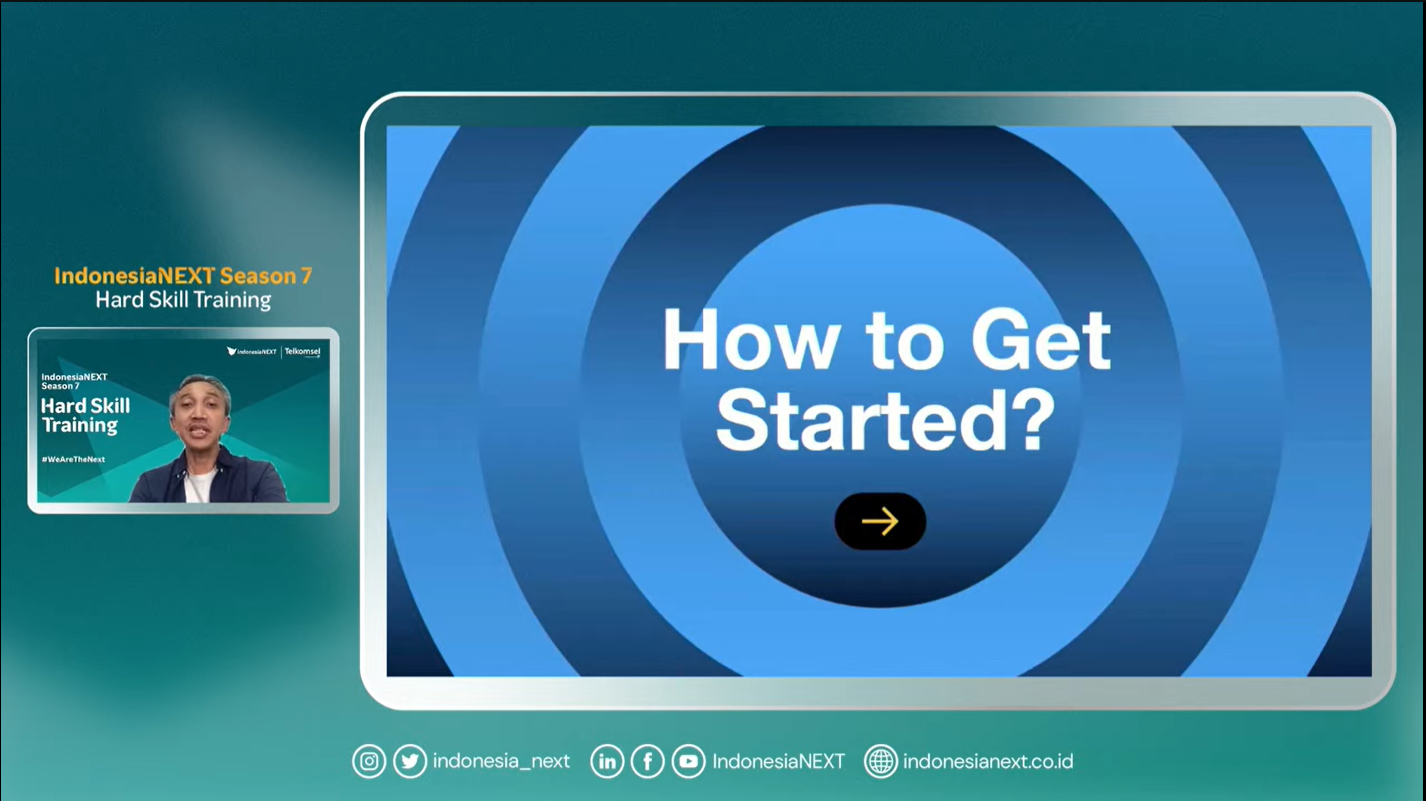 IndonesiaNEXT Season 7
Hard Skill Training
IndonesiaNEXT | Telkomsel
IndonesiaNEXT
Season 7
Hard Skill
Training
#WeAreTheNext
How to Get
Started?
indonesia_next
IndonesiaNEXT
indonesianext.co.id